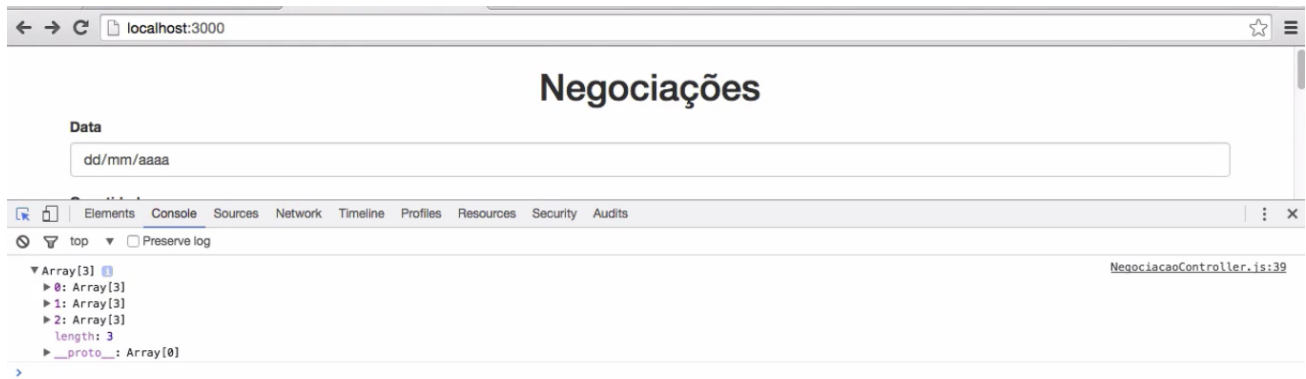 localhost:3000
Negociações
Data
dd/mm/aaaa
Elements Console Sources Network Timeline Profiles Resources Security Audits
top Preserve log
Array[3] NegociacaoController.js:39
0: Array[3]
1: Array[3]
2: Array[3]
length: 3
__proto__: Array[0]